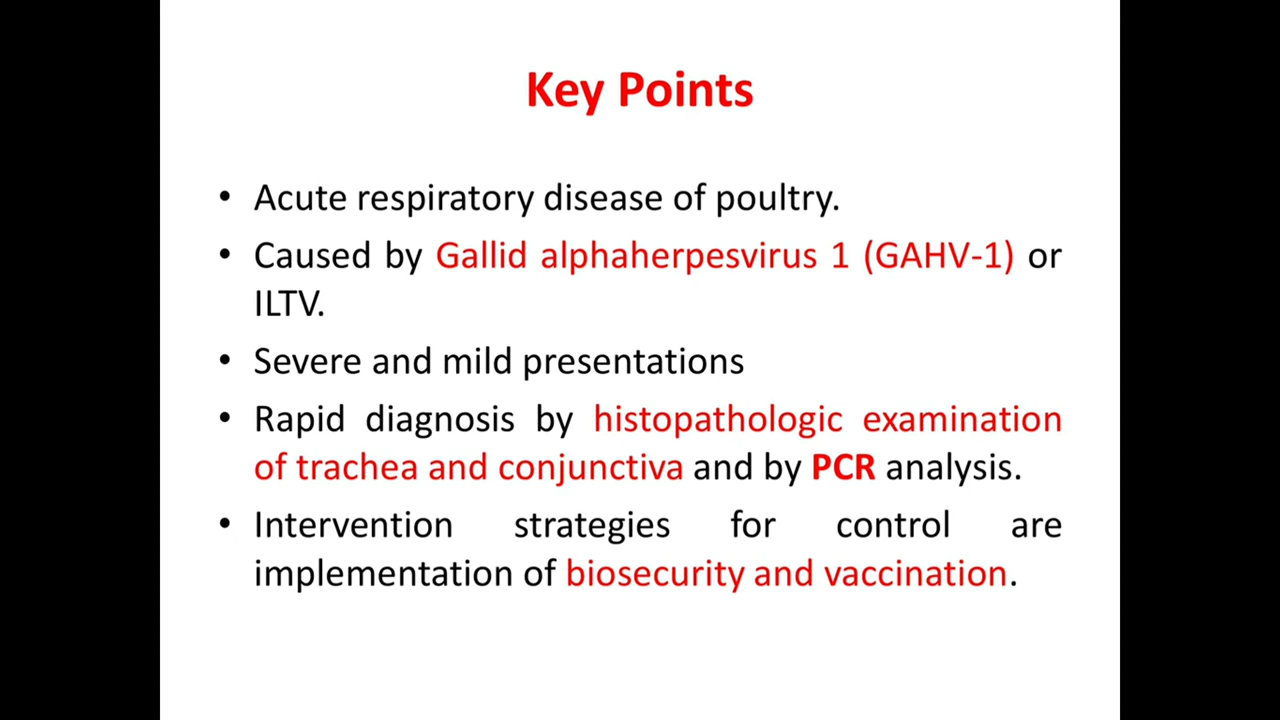 Key Points
• Acute respiratory disease of poultry.
• Caused by Gallid alphaherpesvirus 1 (GAHV-1) or
ILTV.
• Severe and mild presentations
• Rapid diagnosis by histopathologic examination
of trachea and conjunctiva and by PCR analysis.
• Intervention strategies for control are
implementation of biosecurity and vaccination.